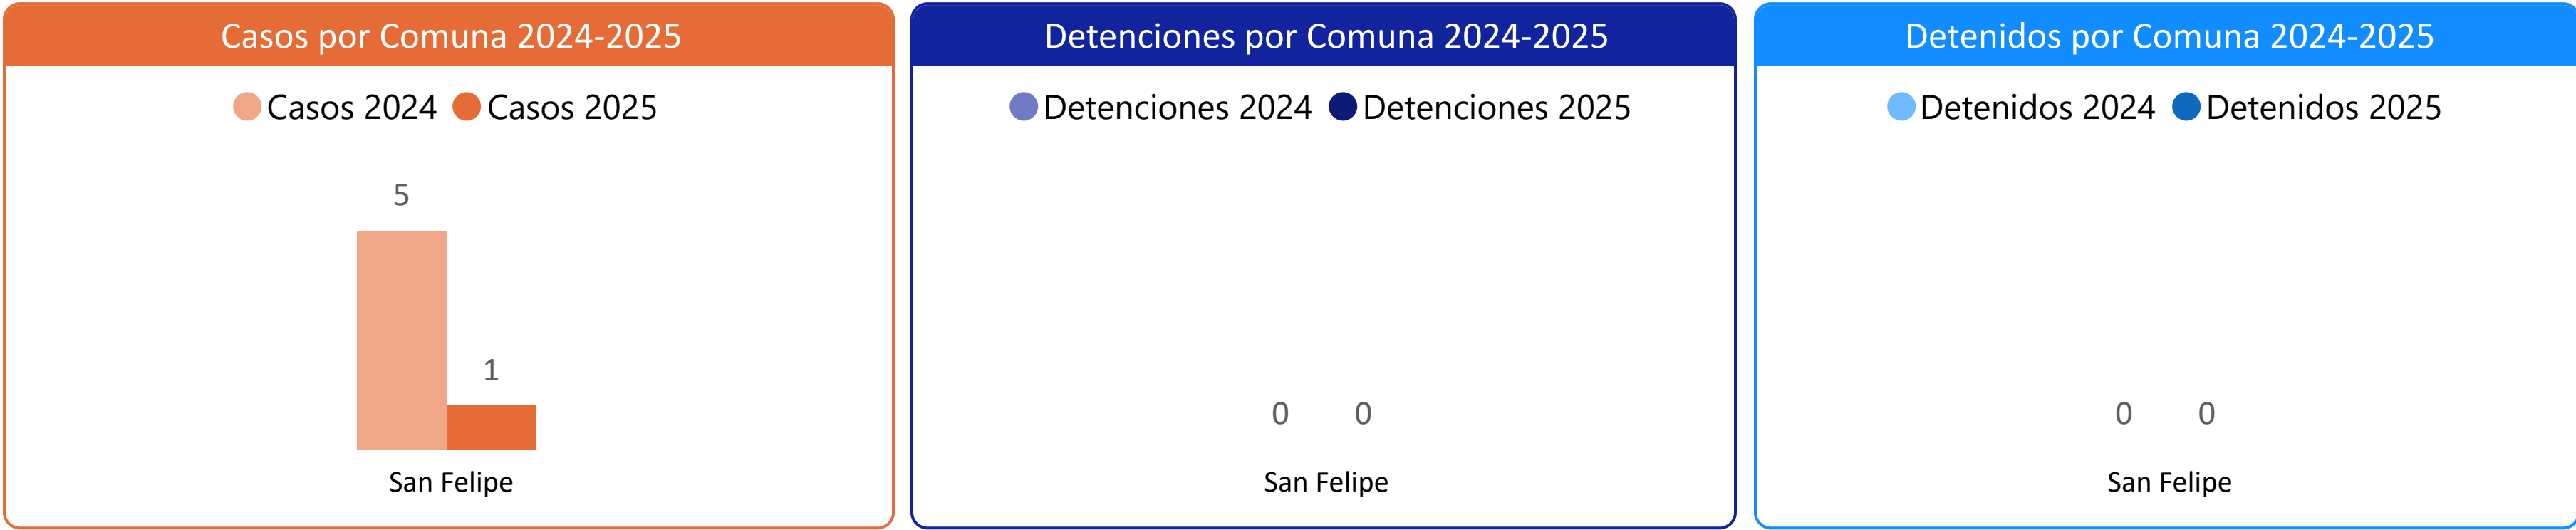 Casos por Comuna 2024-2025
Casos 2024 Casos 2025
5
1
San Felipe
Detenciones por Comuna 2024-2025
Detenciones 2024 Detenciones 2025
0 0
San Felipe
Detenidos por Comuna 2024-2025
Detenidos 2024 Detenidos 2025
0 0
San Felipe